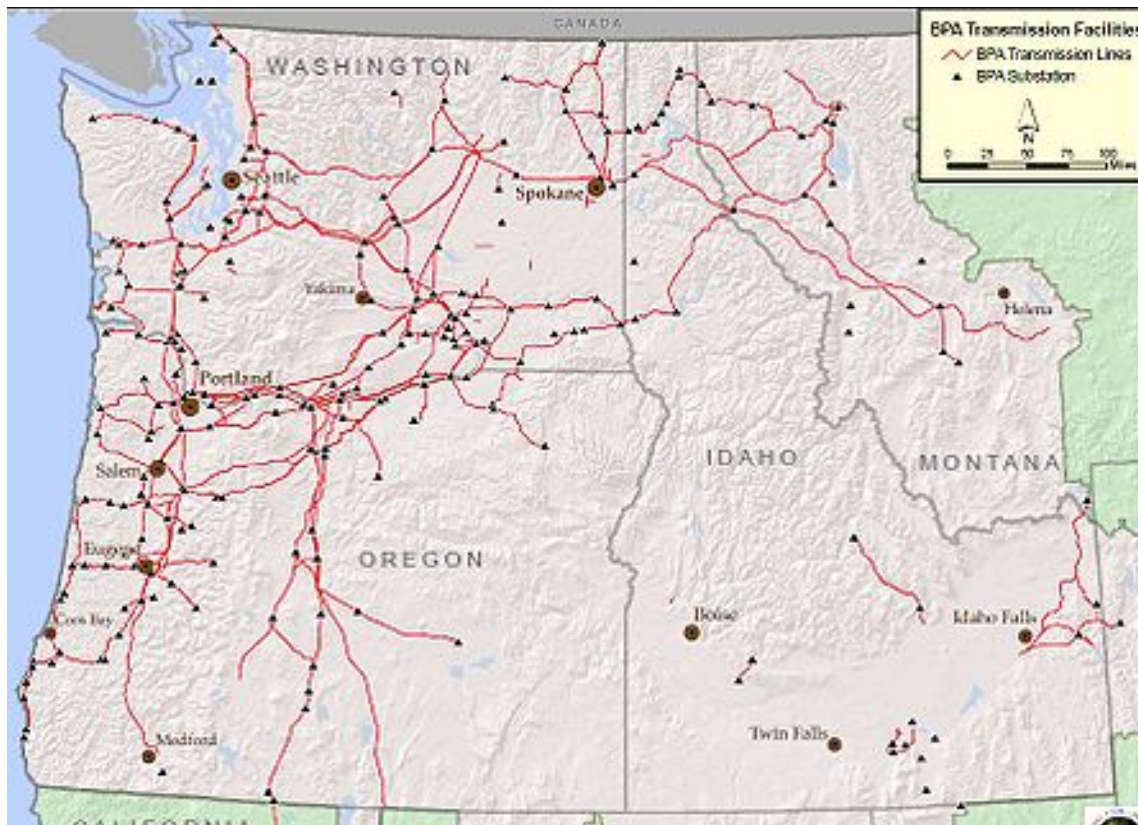 CANADA
BPA Transmission Facilities
BPA Transmission Lines
BPA Substation
N
0 25 50 75 100
Miles
WASHINGTON
Seattle
Spokane
Yakima
Helena
Portland
Salem
IDAHO
MONTANA
Eugene
OREGON
Coos Bay
Boise
Idaho Falls
Medford
Twin Falls
CALIFORNIA